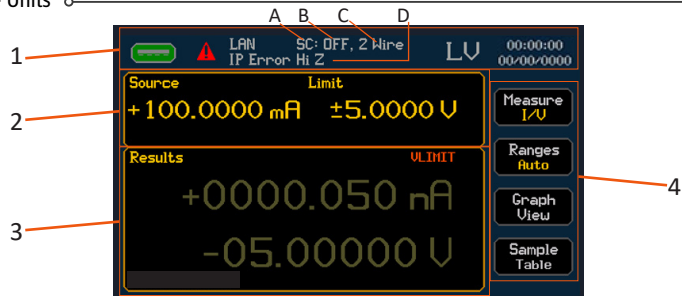 Units
A B C D
1
LAN SC: OFF, 2 Wire
IP Error Hi Z
LV
00:00:00
00/00/0000
2
Source Limit
+100.0000 mA ±5.0000 V
Measure
I/V
Results VLIMIT
Ranges
Auto
3
+0000.050 nA
4
Graph
View
-05.00000 V
Sample
Table